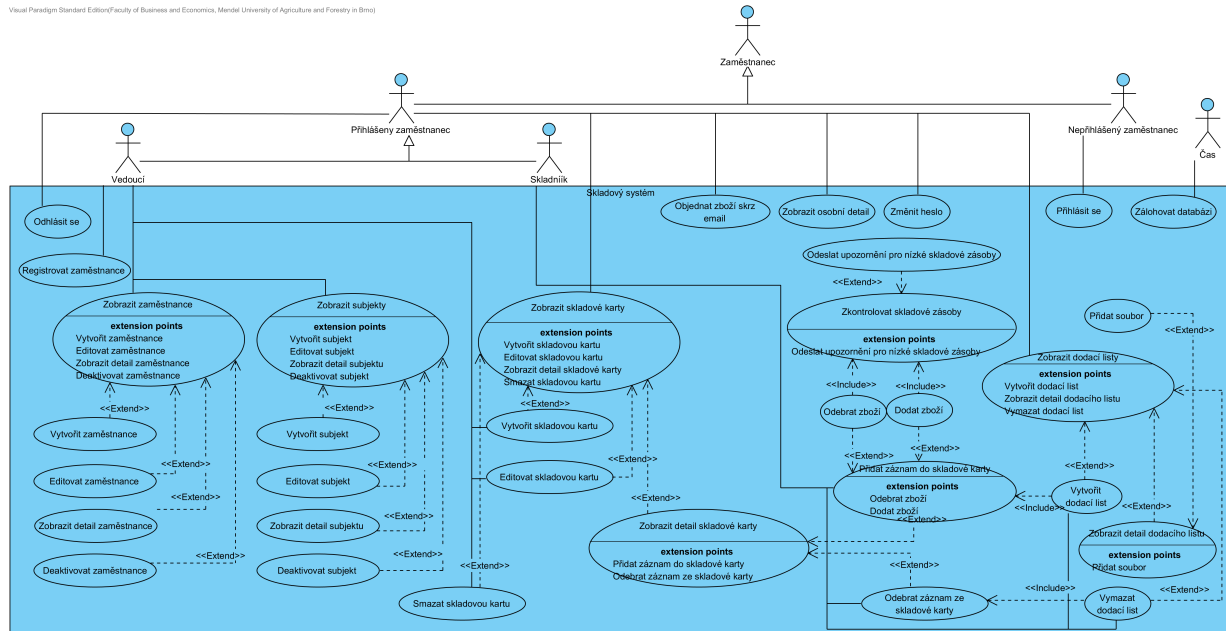 Visual Paradigm Standard Edition(Faculty of Business and Economics, Mendel University of Agriculture and Forestry in Brno)
Zaměstnanec
Přihlášeny zaměstnanec
Nepřihlášený zaměstnanec
Čas
Vedoucí
Skladníik
Skladový systém
Odhlásit se
Objednat zboží skrz
email
Zobrazit osobní detail
Změnit heslo
Přihlásit se
Zálohovat databázi
Registrovat zaměstnance
Odeslat upozornění pro nízké skladové zásoby
<<Extend>>
Zobrazit zaměstnance
extension points
Vytvořit zaměstnance
Editovat zaměstnance
Zobrazit detail zaměstnance
Deaktivovat zaměstnance
Zobrazit subjekty
extension points
Vytvořit subjekt
Editovat subjekt
Zobrazit detail subjektu
Deaktivovat subjekt
Zobrazit skladové karty
extension points
Vytvořit skladovou kartu
Editovat skladovou kartu
Zobrazit detail skladové karty
Smazat skladovou kartu
Zkontrolovat skladové zásoby
extension points
Odeslat upozornění pro nízké skladové zásoby
Přidat soubor
<<Extend>>
Zobrazit dodací listy
extension points
Vytvořit dodací list
Zobrazit detail dodacího listu
Vymazat dodací list
<<Include>>
<<Include>>
Odebrat zboží
Dodat zboží
<<Extend>>
<<Extend>>
<<Extend>>
<<Extend>>
<<Extend>>
<<Extend>>
Vytvořit zaměstnance
Vytvořit subjekt
Vytvořit skladovou kartu
<<Extend>>
<<Extend>>
<<Extend>>
<<Extend>>
Editovat zaměstnance
Editovat subjekt
Editovat skladovou kartu
Přidat záznam do skladové karty
extension points
Odebrat zboží
Dodat zboží
<<Extend>>
<<Extend>>
Vytvořit
dodací list
<<Include>>
<<Extend>>
<<Extend>>
<<Extend>>
Zobrazit detail zaměstnance
Zobrazit detail subjektu
Zobrazit detail skladové karty
extension points
Přidat záznam do skladové karty
Odebrat záznam ze skladové karty
<<Extend>>
Zobrazit detail dodacího listu
extension points
Přidat soubor
<<Extend>>
<<Extend>>
Deaktivovat zaměstnance
Deaktivovat subjekt
<<Extend>>
<<Extend>>
<<Include>>
<<Extend>>
Smazat skladovou kartu
Odebrat záznam ze
skladové karty
Vymazat
dodací list